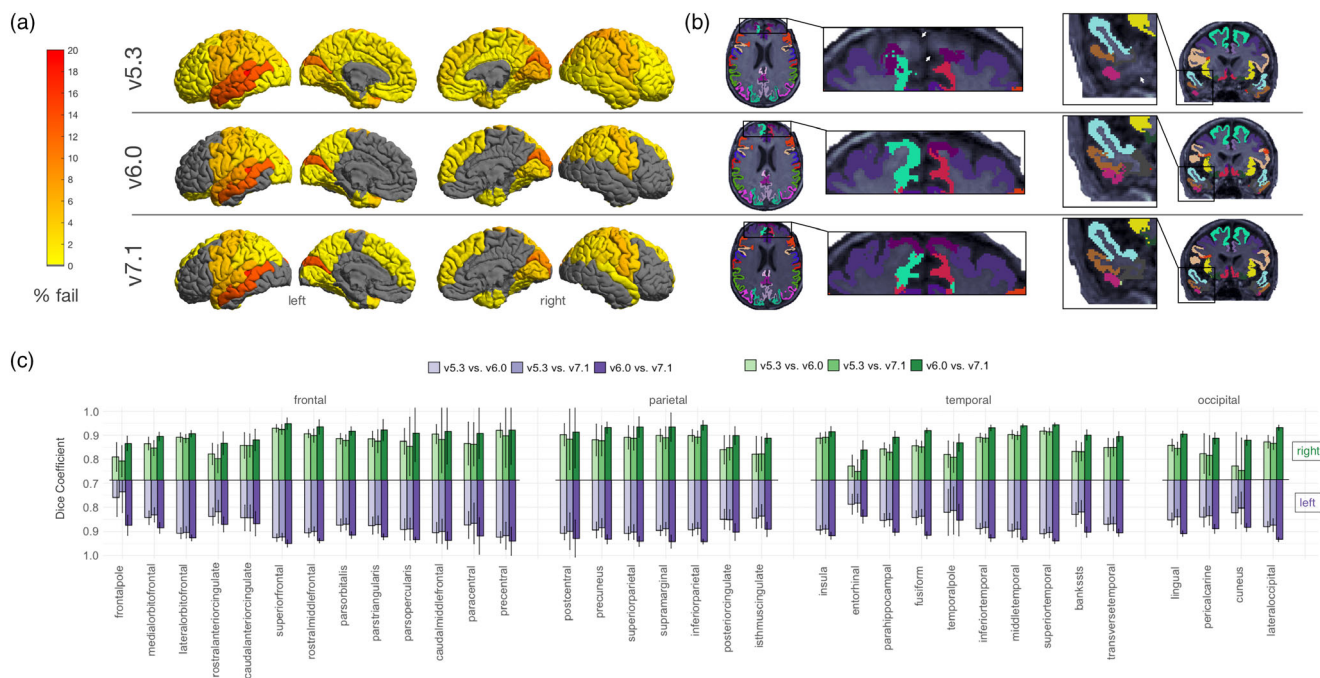 (a)
(b)
20
18
16
14
12
10
8
6
4
2
0
% fail
v5.3
v6.0
v7.1
left
right
(c)
v5.3 vs. v6.0 v5.3 vs. v7.1 v6.0 vs. v7.1
v5.3 vs. v6.0 v5.3 vs. v7.1 v6.0 vs. v7.1
frontal parietal temporal occipital
Dice Coefficient
1.0
0.9
0.8
0.7
0.9
1.0
right
left
frontalpole
medialorbitofrontal
lateralorbitofrontal
rostralanteriorcingulate
caudalanteriorcingulate
superiorfrontal
rostralmiddlefrontal
parsorbitalis
parstriangularis
parsopercularis
caudalmiddlefrontal
paracentral
precentral
postcentral
precuneus
superiorparietal
supramarginal
inferiorparietal
posteriorcingulate
isthmuscingulate
insula
entorhinal
parahippocampal
fusiform
temporalpole
inferiortemporal
middletemporal
superiortemporal
bankssts
transversetemporal
lingual
pericalcarine
cuneus
lateraloccipital